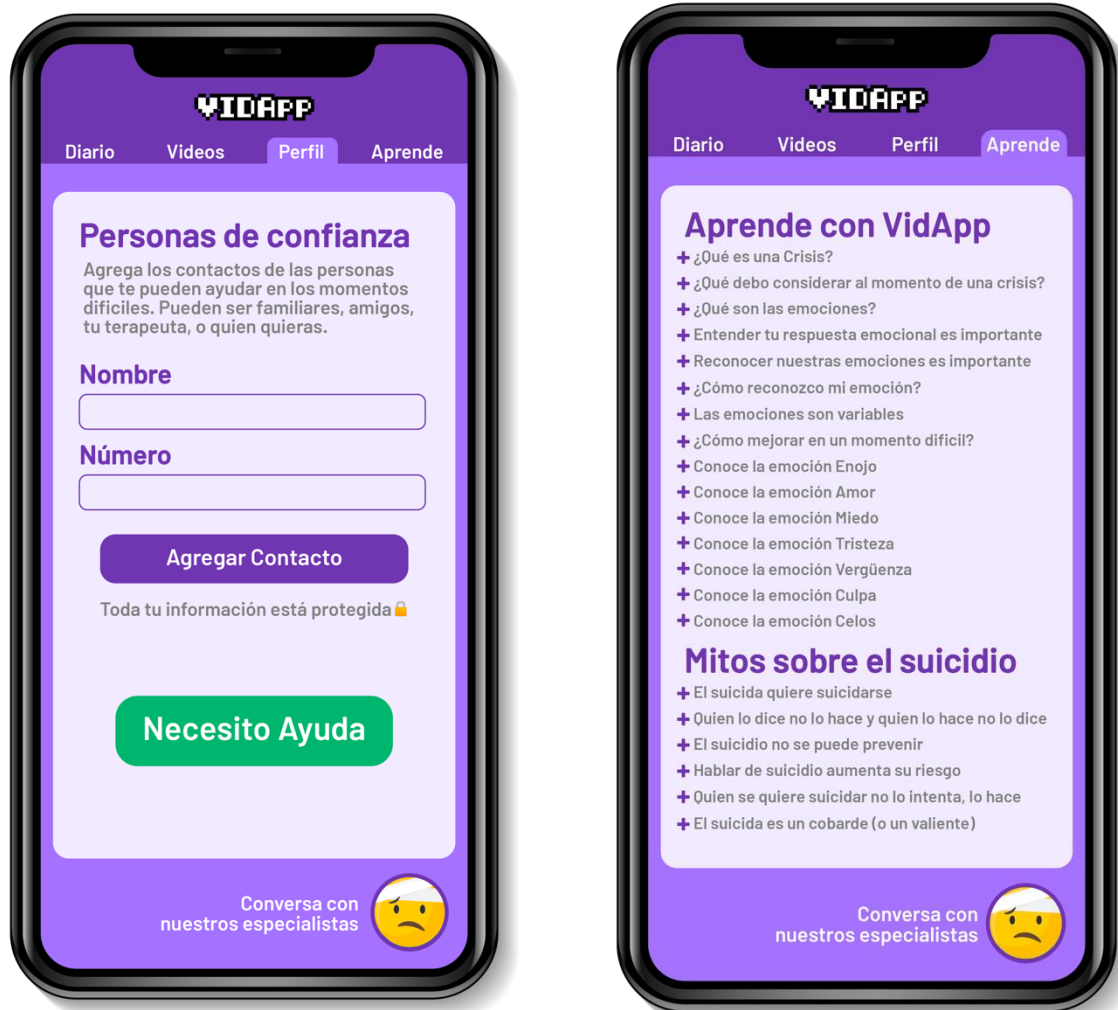 VIDApp
Diario Videos Perfil Aprende
Personas de confianza
Agrega los contactos de las personas
que te pueden ayudar en los momentos
dificiles. Pueden ser familiares, amigos,
tu terapeuta, o quien quieras.
Nombre
Número
Agregar Contacto
Toda tu información está protegida
Necesito Ayuda
Conversa con
nuestros especialistas
VIDApp
Diario Videos Perfil Aprende
Aprende con VidApp
+ ¿Qué es una Crisis?
+ ¿Qué debo considerar al momento de una crisis?
+ ¿Qué son las emociones?
+ Entender tu respuesta emocional es importante
+ Reconocer nuestras emociones es importante
+ ¿Cómo reconozco mi emoción?
+ Las emociones son variables
+ ¿Cómo mejorar en un momento dificil?
+ Conoce la emoción Enojo
+ Conoce la emoción Amor
+ Conoce la emoción Miedo
+ Conoce la emoción Tristeza
+ Conoce la emoción Vergüenza
+ Conoce la emoción Culpa
+ Conoce la emoción Celos
Mitos sobre el suicidio
+ El suicida quiere suicidarse
+ Quien lo dice no lo hace y quien lo hace no lo dice
+ El suicidio no se puede prevenir
+ Hablar de suicidio aumenta su riesgo
+ Quien se quiere suicidar no lo intenta, lo hace
+ El suicida es un cobarde (o un valiente)
Conversa con
nuestros especialistas